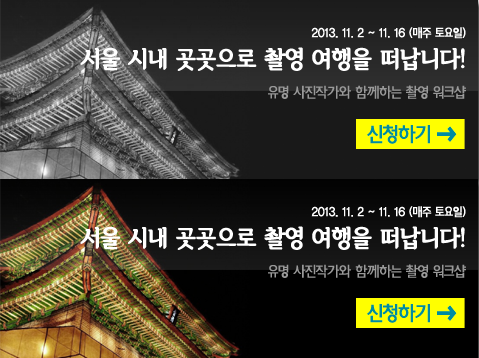 2013. 11. 2 ~ 11. 16 (매주 토요일)
서울 시내 곳곳으로 촬영 여행을 떠납니다!
유명 사진작가와 함께하는 촬영 워크샵
신청하기 →
2013. 11. 2 ~ 11. 16 (매주 토요일)
서울 시내 곳곳으로 촬영 여행을 떠납니다!
유명 사진작가와 함께하는 촬영 워크샵
신청하기 →